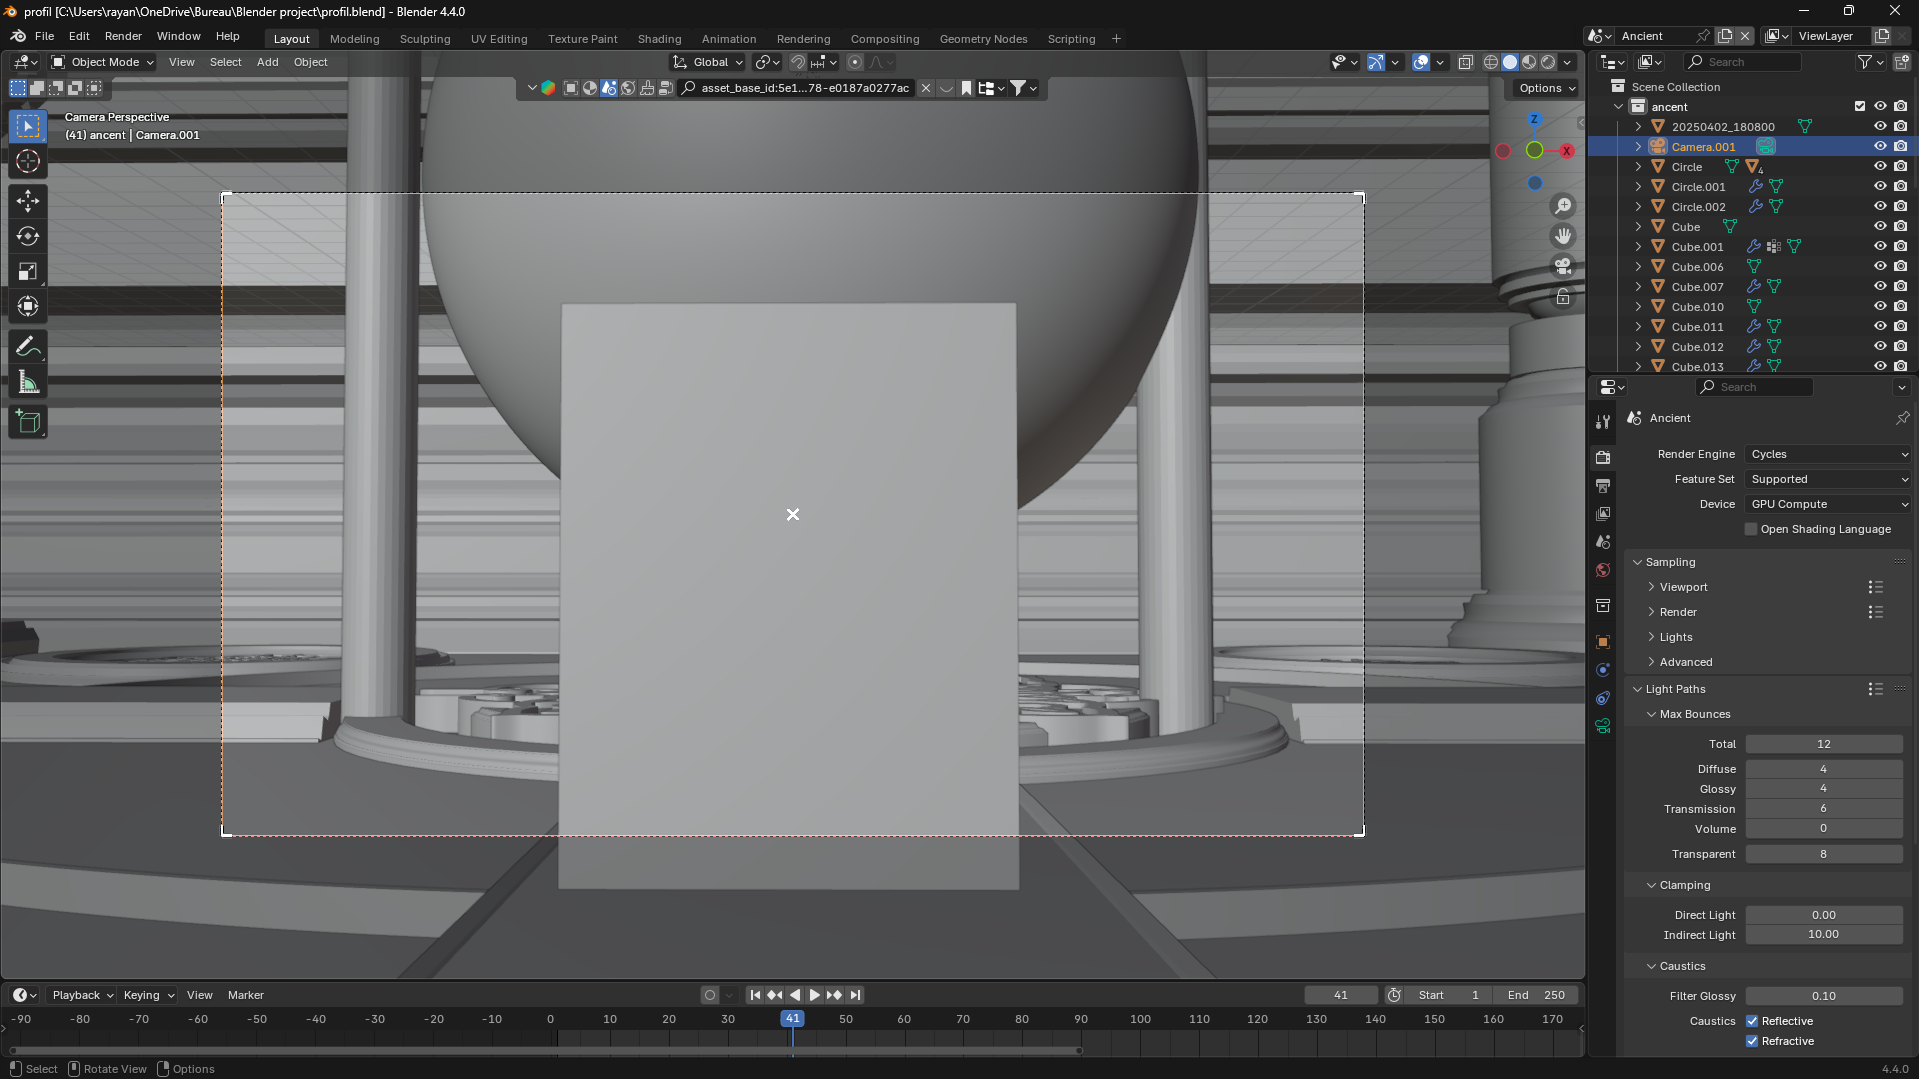 profil [C:\Users\rayan\OneDrive\Bureau\Blender project\profil.blend] - Blender 4.4.0
File Edit Render Window Help
Layout Modeling Sculpting UV Editing Texture Paint Shading Animation Rendering Compositing Geometry Nodes Scripting +
Ancient ViewLayer
Object Mode View Select Add Object
Global
Search
asset_base_id:5e1...78-e0187a0277ac
Options
Camera Perspective
(41) ancent | Camera.001
Z
X
Scene Collection
ancent
20250402_180800
Camera.001
Circle 4
Circle.001
Circle.002
Cube
Cube.001
Cube.006
Cube.007
Cube.010
Cube.011
Cube.012
Cube.013
Search
Ancient
Render Engine Cycles
Feature Set Supported
Device GPU Compute
Open Shading Language
Sampling
Viewport
Render
Lights
Advanced
Light Paths
Max Bounces
Total 12
Diffuse 4
Glossy 4
Transmission 6
Volume 0
Transparent 8
Clamping
Direct Light 0.00
Indirect Light 10.00
Caustics
Filter Glossy 0.10
Caustics Reflective
Refractive
Playback Keying View Marker
41 Start 1 End 250
-90 -80 -70 -60 -50 -40 -30 -20 -10 0 10 20 30 41 50 60 70 80 90 100 110 120 130 140 150 160 170
Select Rotate View Options
4.4.0